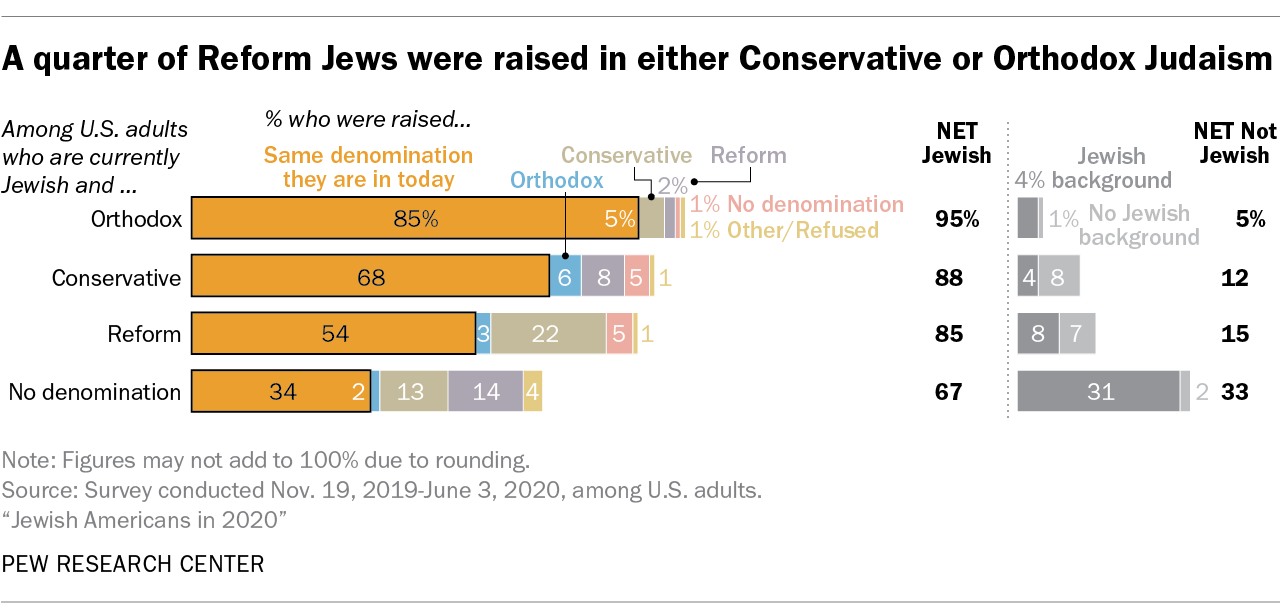 A quarter of Reform Jews were raised in either Conservative or Orthodox Judaism
Among U.S. adults
who are currently
Jewish and ...
% who were raised...
Same denomination
they are in today
Orthodox
Conservative
Reform
NET
Jewish
Jewish
background
NET Not
Jewish
Orthodox 85% 5% 2% 1% No denomination 95% 4% 1% No Jewish 5%
1% Other/Refused background
Conservative 68 6 8 5 1 88 4 8 12
Reform 54 3 22 5 1 85 8 7 15
No denomination 34 2 13 14 4 67 31 2 33
Note: Figures may not add to 100% due to rounding.
Source: Survey conducted Nov. 19, 2019-June 3, 2020, among U.S. adults.
“Jewish Americans in 2020”
PEW RESEARCH CENTER